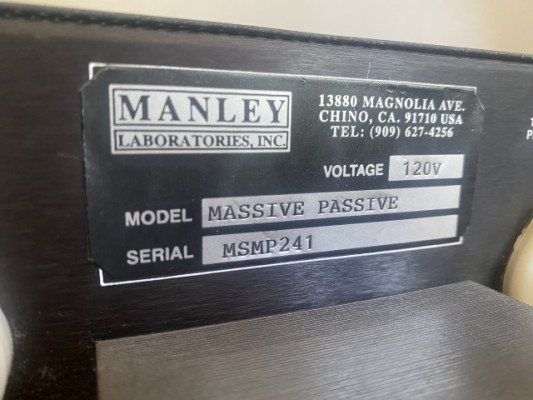 MANLEY
LABORATORIES, INC.
13880 MAGNOLIA AVE.
CHINO, CA. 91710 USA
TEL: (909) 627-4256
VOLTAGE 120V
MODEL MASSIVE PASSIVE
SERIAL MSMP241